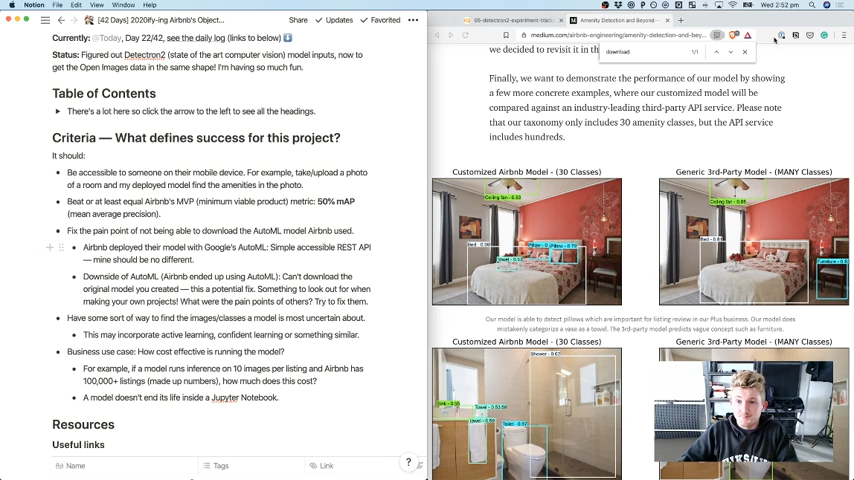 Notion File Edit View Window Help
Wed 2:52 pm
[42 Days] 2020ify-ing Airbnb's Object... Share Updates Favorited
Currently: @Today, Day 22/42, see the daily log (links to below)
Status: Figured out Detectron2 (state of the art computer vision) model inputs, now to
get the Open Images data in the same shape! I'm having so much fun.
Table of Contents
There's a lot here so click the arrow to the left to see all the headings.
Criteria — What defines success for this project?
It should:
Be accessible to someone on their mobile device. For example, take/upload a photo
of a room and my deployed model find the amenities in the photo.
Beat or at least equal Airbnb's MVP (minimum viable product) metric: 50% mAP
(mean average precision).
Fix the pain point of not being able to download the AutoML model Airbnb used.
Airbnb deployed their model with Google's AutoML: Simple accessible REST API
— mine should be no different.
Downside of AutoML (Airbnb ended up using AutoML): Can't download the
original model you created — this a potential fix. Something to look out for when
making your own projects! What were the pain points of others? Try to fix them.
Have some sort of way to find the images/classes a model is most uncertain about.
This may incorporate active learning, confident learning or something similar.
Business use case: How cost effective is running the model?
For example, if a model runs inference on 10 images per listing and Airbnb has
100,000+ listings (made up numbers), how much does this cost?
A model doesn't end its life inside a Jupyter Notebook.
Resources
Useful links
Name Tags Link
?
05-detectron2-experiment-trackin
Amenity Detection and Beyond —
medium.com/airbnb-engineering/amenity-detection-and-bey...
download 1/1
we decided to revisit it in th
Finally, we want to demonstrate the performance of our model by showing
a few more concrete examples, where our customized model will be
compared against an industry-leading third-party API service. Please note
that our taxonomy only includes 30 amenity classes, but the API service
includes hundreds.
Customized Airbnb Model - (30 Classes) Generic 3rd-Party Model - (MANY Classes)
Our model is able to detect pillows which are important for listing review in our Plus business. Our model does
mistakenly categorize a vase as a towel. The 3rd-party model predicts vague concept such as furniture.
Customized Airbnb Model - (30 Classes) Generic 3rd-Party Model - (MANY Classes)